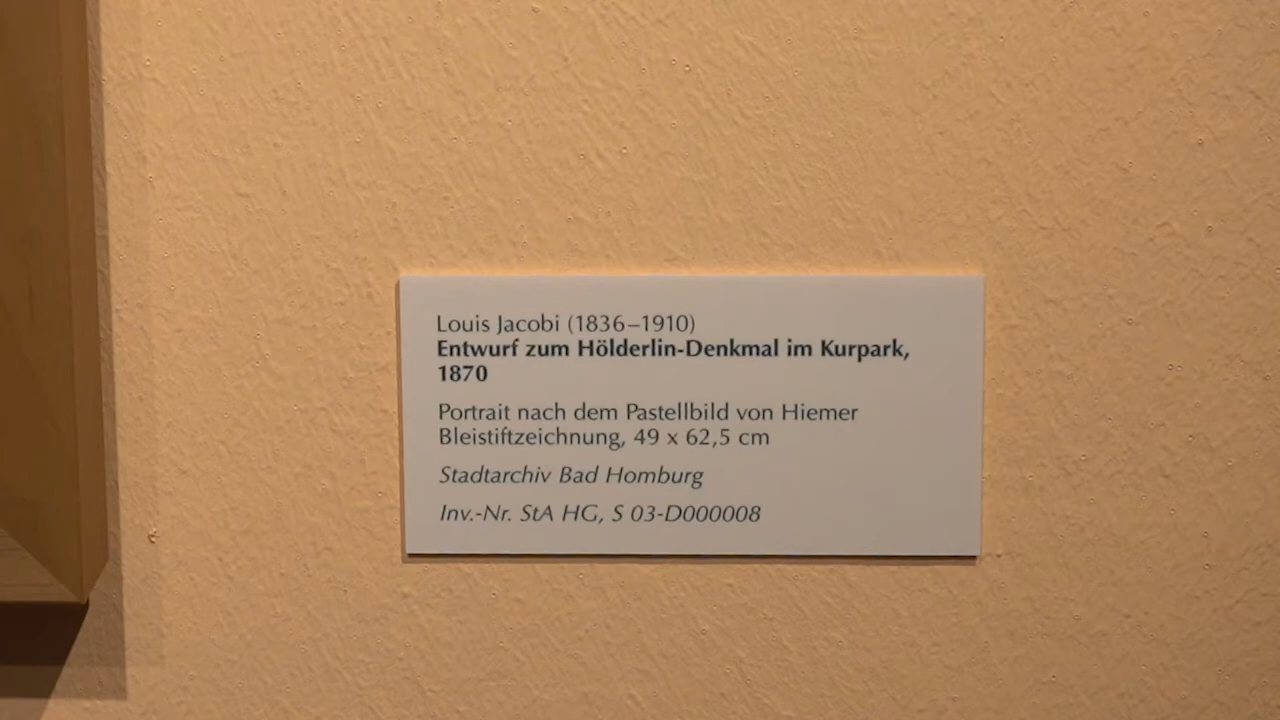 Louis Jacobi (1836–1910)
Entwurf zum Hölderlin-Denkmal im Kurpark,
1870
Portrait nach dem Pastellbild von Hiemer
Bleistiftzeichnung, 49 x 62,5 cm
Stadtarchiv Bad Homburg
Inv.-Nr. StA HG, S 03-D000008